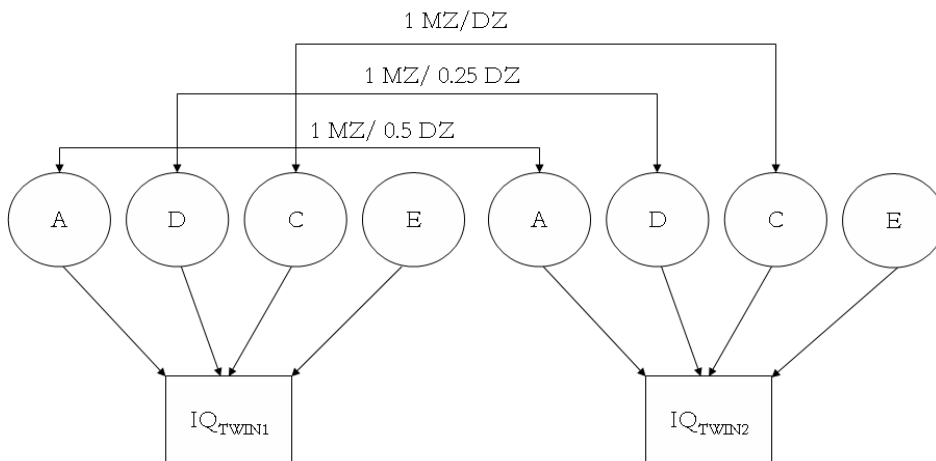 1 MZ/DZ
1 MZ/ 0.25 DZ
1 MZ/ 0.5 DZ
A D C E A D C E
IQTWIN1 IQTWIN2